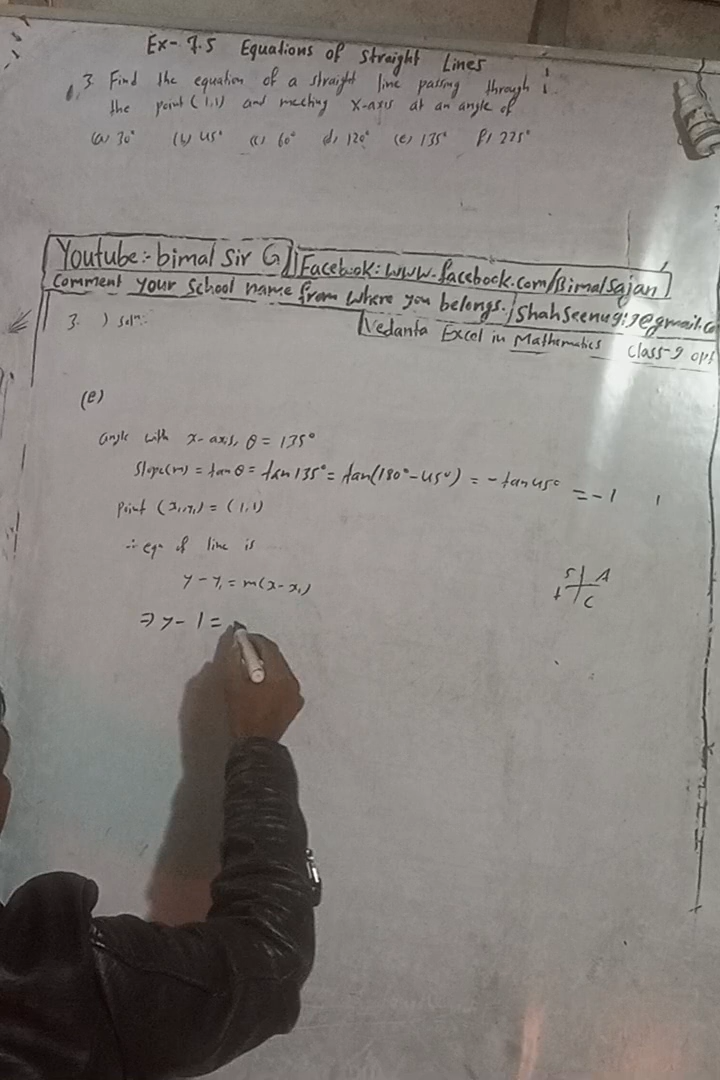 Ex- 7.5 Equations of Straight Lines
3. Find the equation of a straight line passing through
the point (1,1) and meeting x-axis at an angle of
(a) 30° (b) 45° (c) 60° d) 120° (e) 135° f) 225°
Youtube:- bimal Sir G Facebook: www.facebook.com/BimalSajan
Comment your School name from where you belongs.
3. ) solⁿ:
Vedanta Excel in Mathematics Class-9 opt
(e)
angle with x-axis, θ = 135°
Slope(m) = tan θ = tan 135° = tan(180° - 45°) = - tan 45° = -1
point (x₁,y₁) = (1,1)
∴ eqⁿ of line is
y - y₁ = m(x - x₁)
S A
t C
⇒ y - 1 =